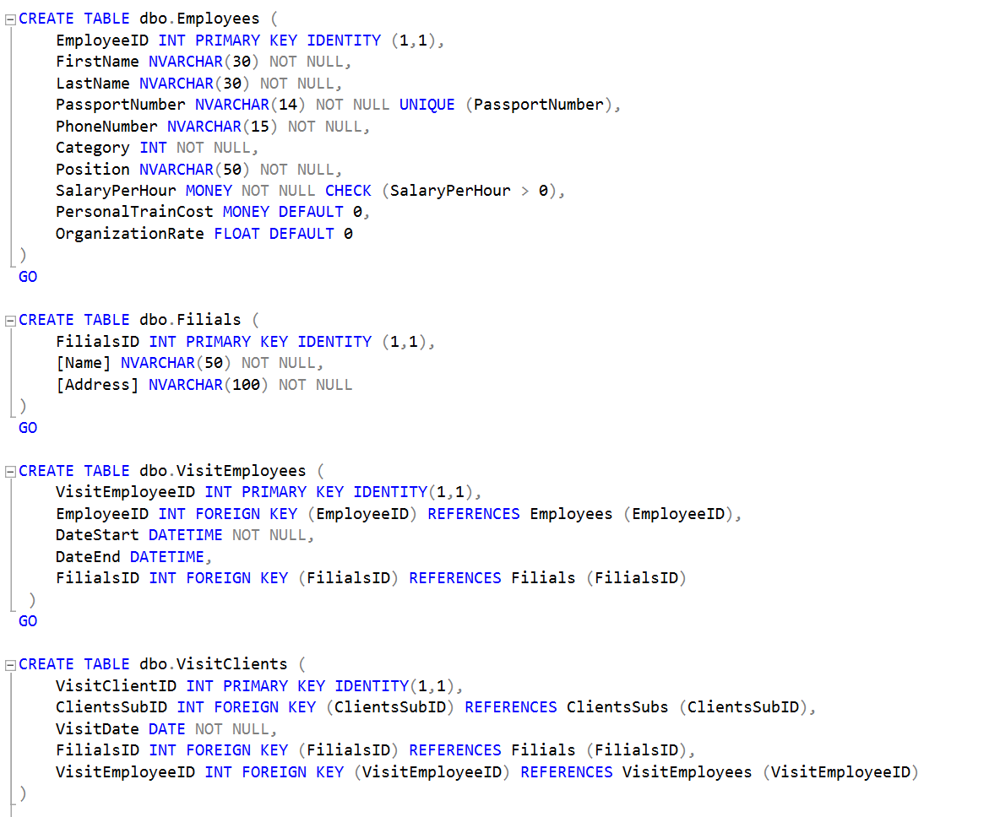 CREATE TABLE dbo.Employees (
EmployeeID INT PRIMARY KEY IDENTITY (1,1),
FirstName NVARCHAR(30) NOT NULL,
LastName NVARCHAR(30) NOT NULL,
PassportNumber NVARCHAR(14) NOT NULL UNIQUE (PassportNumber),
PhoneNumber NVARCHAR(15) NOT NULL,
Category INT NOT NULL,
Position NVARCHAR(50) NOT NULL,
SalaryPerHour MONEY NOT NULL CHECK (SalaryPerHour > 0),
PersonalTrainCost MONEY DEFAULT 0,
OrganizationRate FLOAT DEFAULT 0
)
GO
CREATE TABLE dbo.Filials (
FilialsID INT PRIMARY KEY IDENTITY (1,1),
[Name] NVARCHAR(50) NOT NULL,
[Address] NVARCHAR(100) NOT NULL
)
GO
CREATE TABLE dbo.VisitEmployees (
VisitEmployeeID INT PRIMARY KEY IDENTITY(1,1),
EmployeeID INT FOREIGN KEY (EmployeeID) REFERENCES Employees (EmployeeID),
DateStart DATETIME NOT NULL,
DateEnd DATETIME,
FilialsID INT FOREIGN KEY (FilialsID) REFERENCES Filials (FilialsID)
)
GO
CREATE TABLE dbo.VisitClients (
VisitClientID INT PRIMARY KEY IDENTITY(1,1),
ClientsSubID INT FOREIGN KEY (ClientsSubID) REFERENCES ClientsSubs (ClientsSubID),
VisitDate DATE NOT NULL,
FilialsID INT FOREIGN KEY (FilialsID) REFERENCES Filials (FilialsID),
VisitEmployeeID INT FOREIGN KEY (VisitEmployeeID) REFERENCES VisitEmployees (VisitEmployeeID)
)